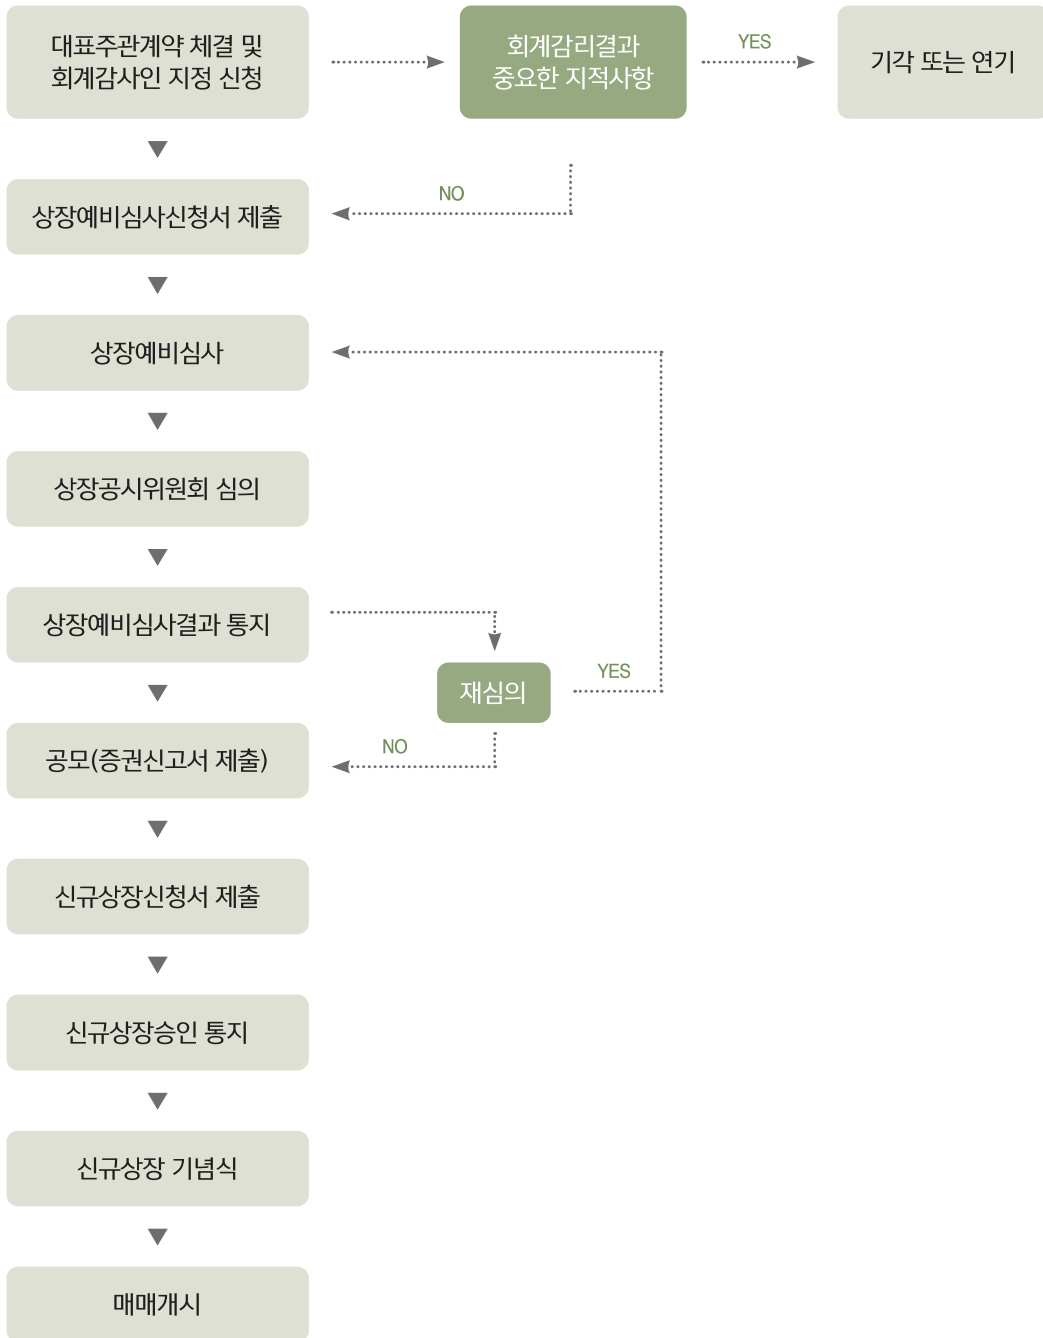 대표주관계약 체결 및
회계감사인 지정 신청
회계감리결과
중요한 지적사항
YES
기각 또는 연기
NO
상장예비심사신청서 제출
상장예비심사
상장공시위원회 심의
상장예비심사결과 통지
재심의
YES
NO
공모(증권신고서 제출)
신규상장신청서 제출
신규상장승인 통지
신규상장 기념식
매매개시